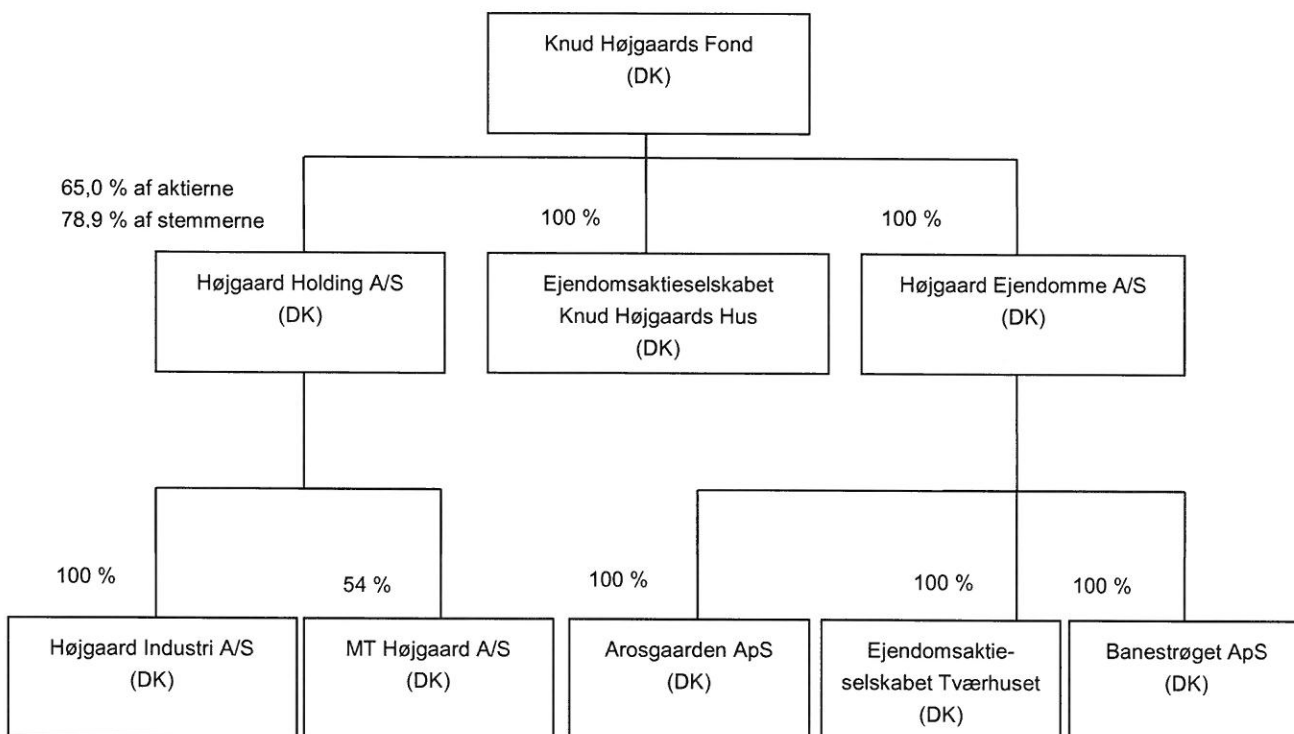 Knud Højgaards Fond
(DK)
65,0 % af aktierne
78,9 % af stemmerne
100 %
100 %
Højgaard Holding A/S
(DK)
Ejendomsaktieselskabet
Knud Højgaards Hus
(DK)
Højgaard Ejendomme A/S
(DK)
100 %
54 %
100 %
100 %
100 %
Højgaard Industri A/S
(DK)
MT Højgaard A/S
(DK)
Arosgaarden ApS
(DK)
Ejendomsaktie-
selskabet Tværhuset
(DK)
Banestrøget ApS
(DK)